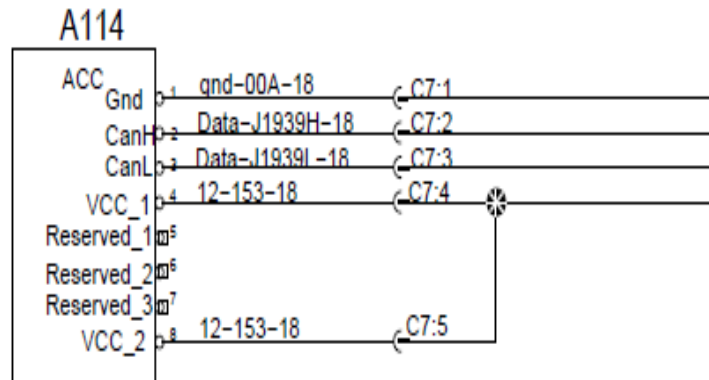 A114
ACC
Gnd 1 gnd-00A-18 C7:1
CanH 2 Data-J1939H-18 C7:2
CanL 3 Data-J1939L-18 C7:3
VCC_1 4 12-153-18 C7:4
Reserved_1 5
Reserved_2 6
Reserved_3 7
VCC_2 8 12-153-18 C7:5